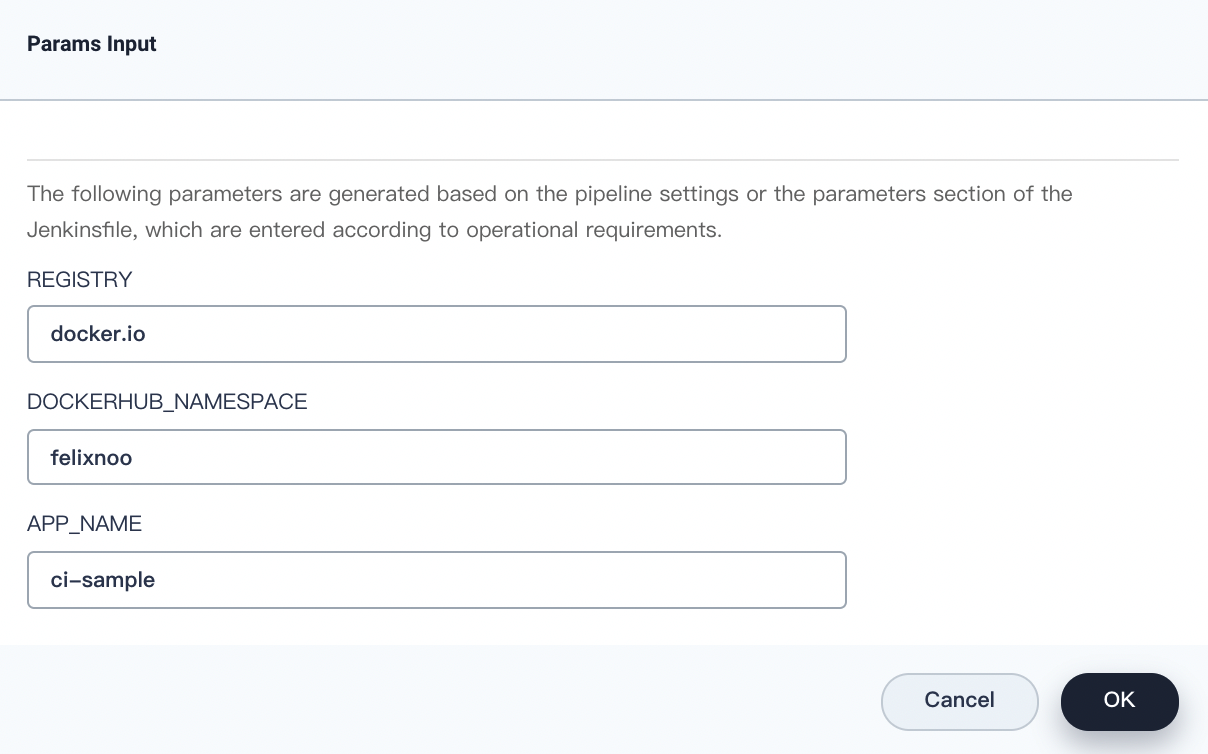 Params Input
The following parameters are generated based on the pipeline settings or the parameters section of the
Jenkinsfile, which are entered according to operational requirements.
REGISTRY
docker.io
DOCKERHUB_NAMESPACE
felixnoo
APP_NAME
ci-sample
Cancel
OK